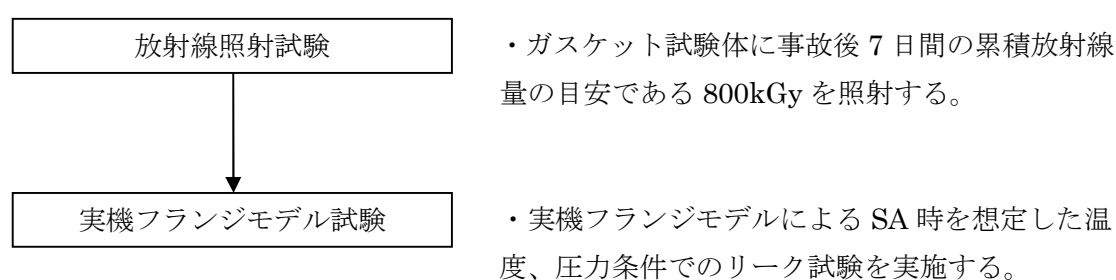 放射線照射試験
・ガスケット試験体に事故後 7 日間の累積放射線
量の目安である 800kGy を照射する。
実機フランジモデル試験
・実機フランジモデルによる SA 時を想定した温
度、圧力条件でのリーク試験を実施する。